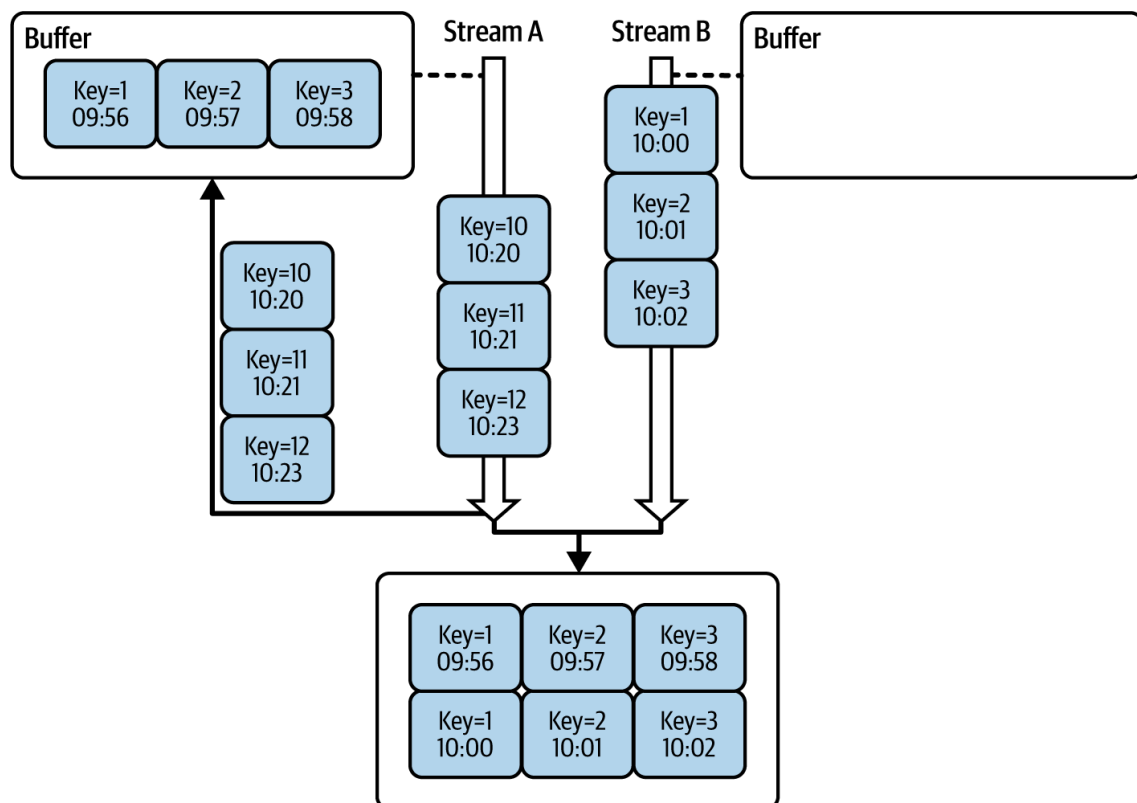 Buffer
Key=1
09:56
Key=2
09:57
Key=3
09:58
Stream A
Stream B
Buffer
Key=10
10:20
Key=11
10:21
Key=12
10:23
Key=10
10:20
Key=11
10:21
Key=12
10:23
Key=1
10:00
Key=2
10:01
Key=3
10:02
Key=1
09:56
Key=2
09:57
Key=3
09:58
Key=1
10:00
Key=2
10:01
Key=3
10:02